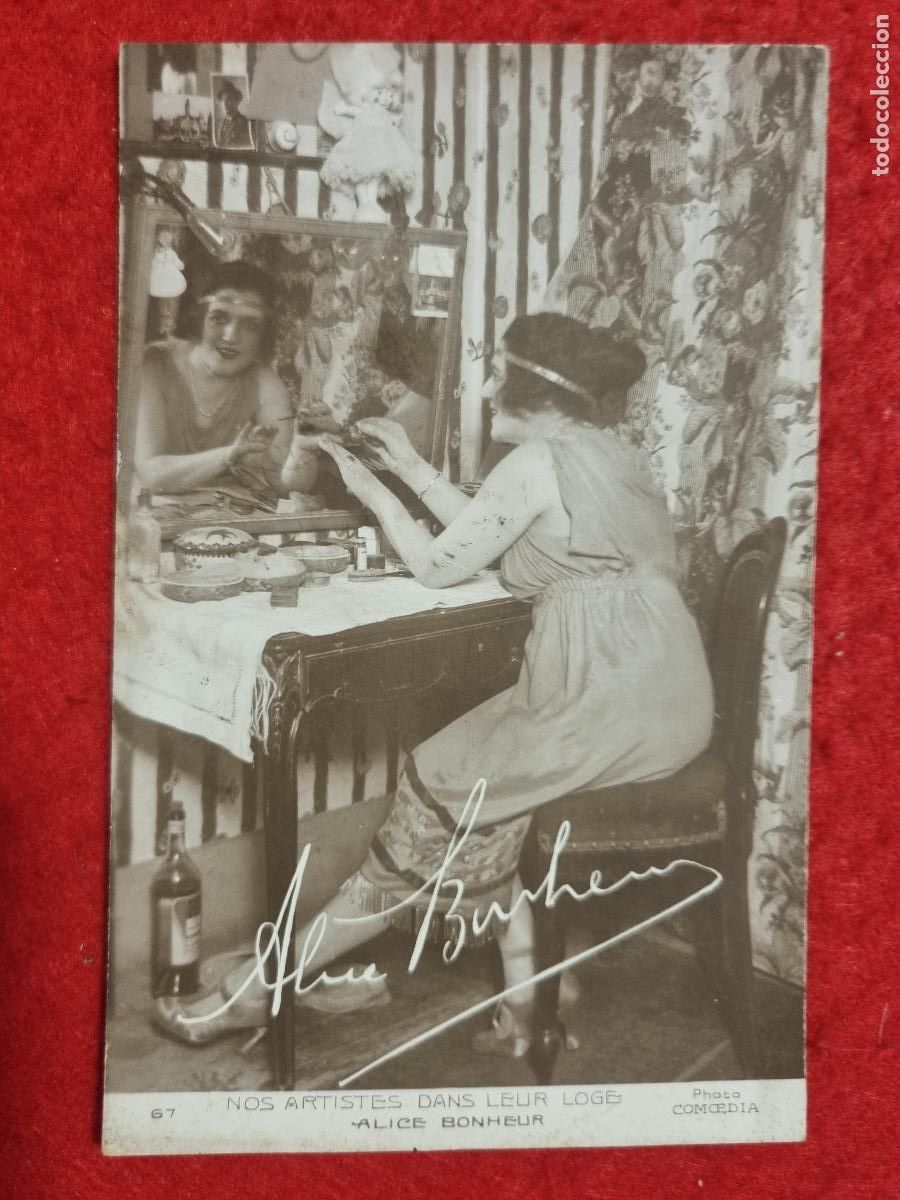 todocoleccion
Alice Bonheur
67
NOS ARTISTES DANS LEUR LOGE
ALICE BONHEUR
Photo
COMŒDIA